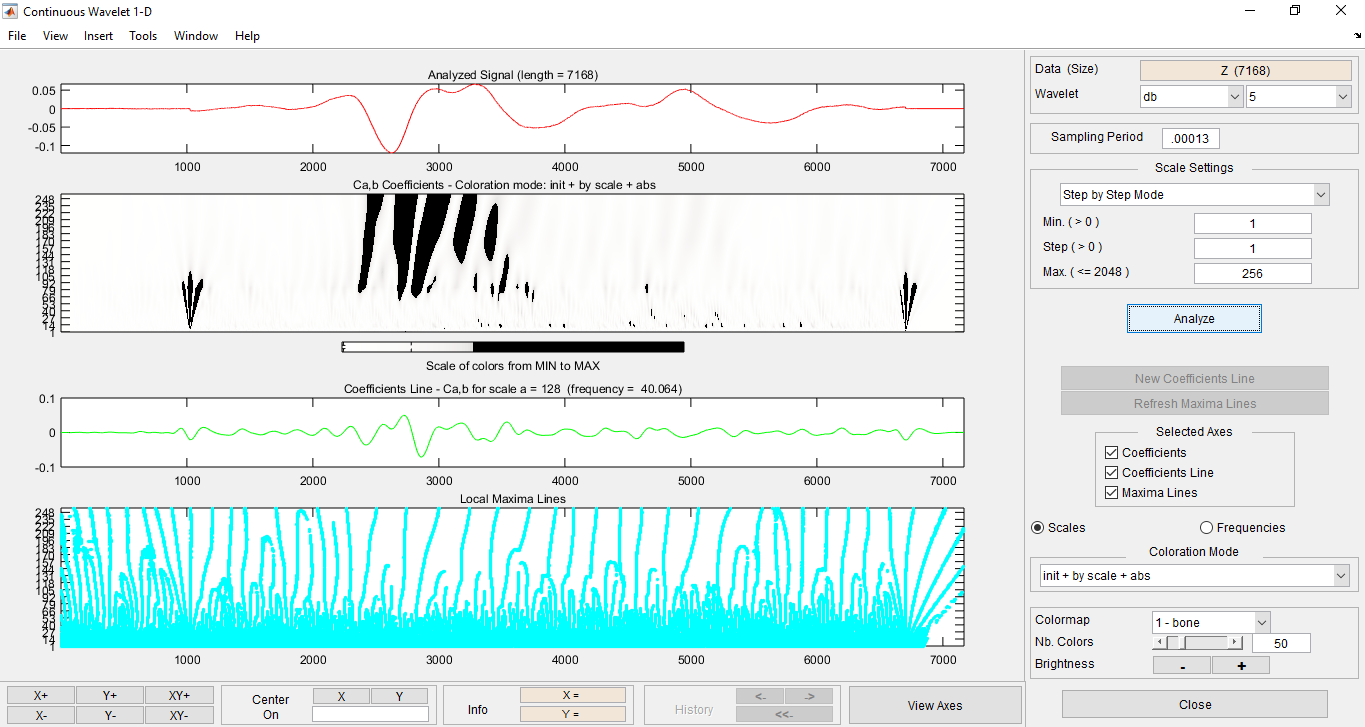 Continuous Wavelet 1-D
File View Insert Tools Window Help
Analyzed Signal (length = 7168)
0.05
0
-0.05
-0.1
1000 2000 3000 4000 5000 6000 7000
Ca,b Coefficients - Coloration mode: init + by scale + abs
248
235
222
209
196
183
170
157
144
131
118
105
92
79
66
53
40
27
14
1
Scale of colors from MIN to MAX
Coefficients Line - Ca,b for scale a = 128 (frequency = 40.064)
0.1
0
-0.1
1000 2000 3000 4000 5000 6000 7000
Local Maxima Lines
248
235
222
209
196
183
170
157
144
131
118
105
92
79
66
53
40
27
14
1
1000 2000 3000 4000 5000 6000 7000
X+ Y+ XY+
X- Y- XY-
Center
On
X Y
Info
X =
Y =
History
<- ->
<<-
View Axes
Data (Size) Z (7168)
Wavelet db 5
Sampling Period .00013
Scale Settings
Step by Step Mode
Min. ( > 0 ) 1
Step ( > 0 ) 1
Max. ( <= 2048 ) 256
Analyze
New Coefficients Line
Refresh Maxima Lines
Selected Axes
Coefficients
Coefficients Line
Maxima Lines
Scales Frequencies
Coloration Mode
init + by scale + abs
Colormap 1 - bone
Nb. Colors 50
Brightness - +
Close